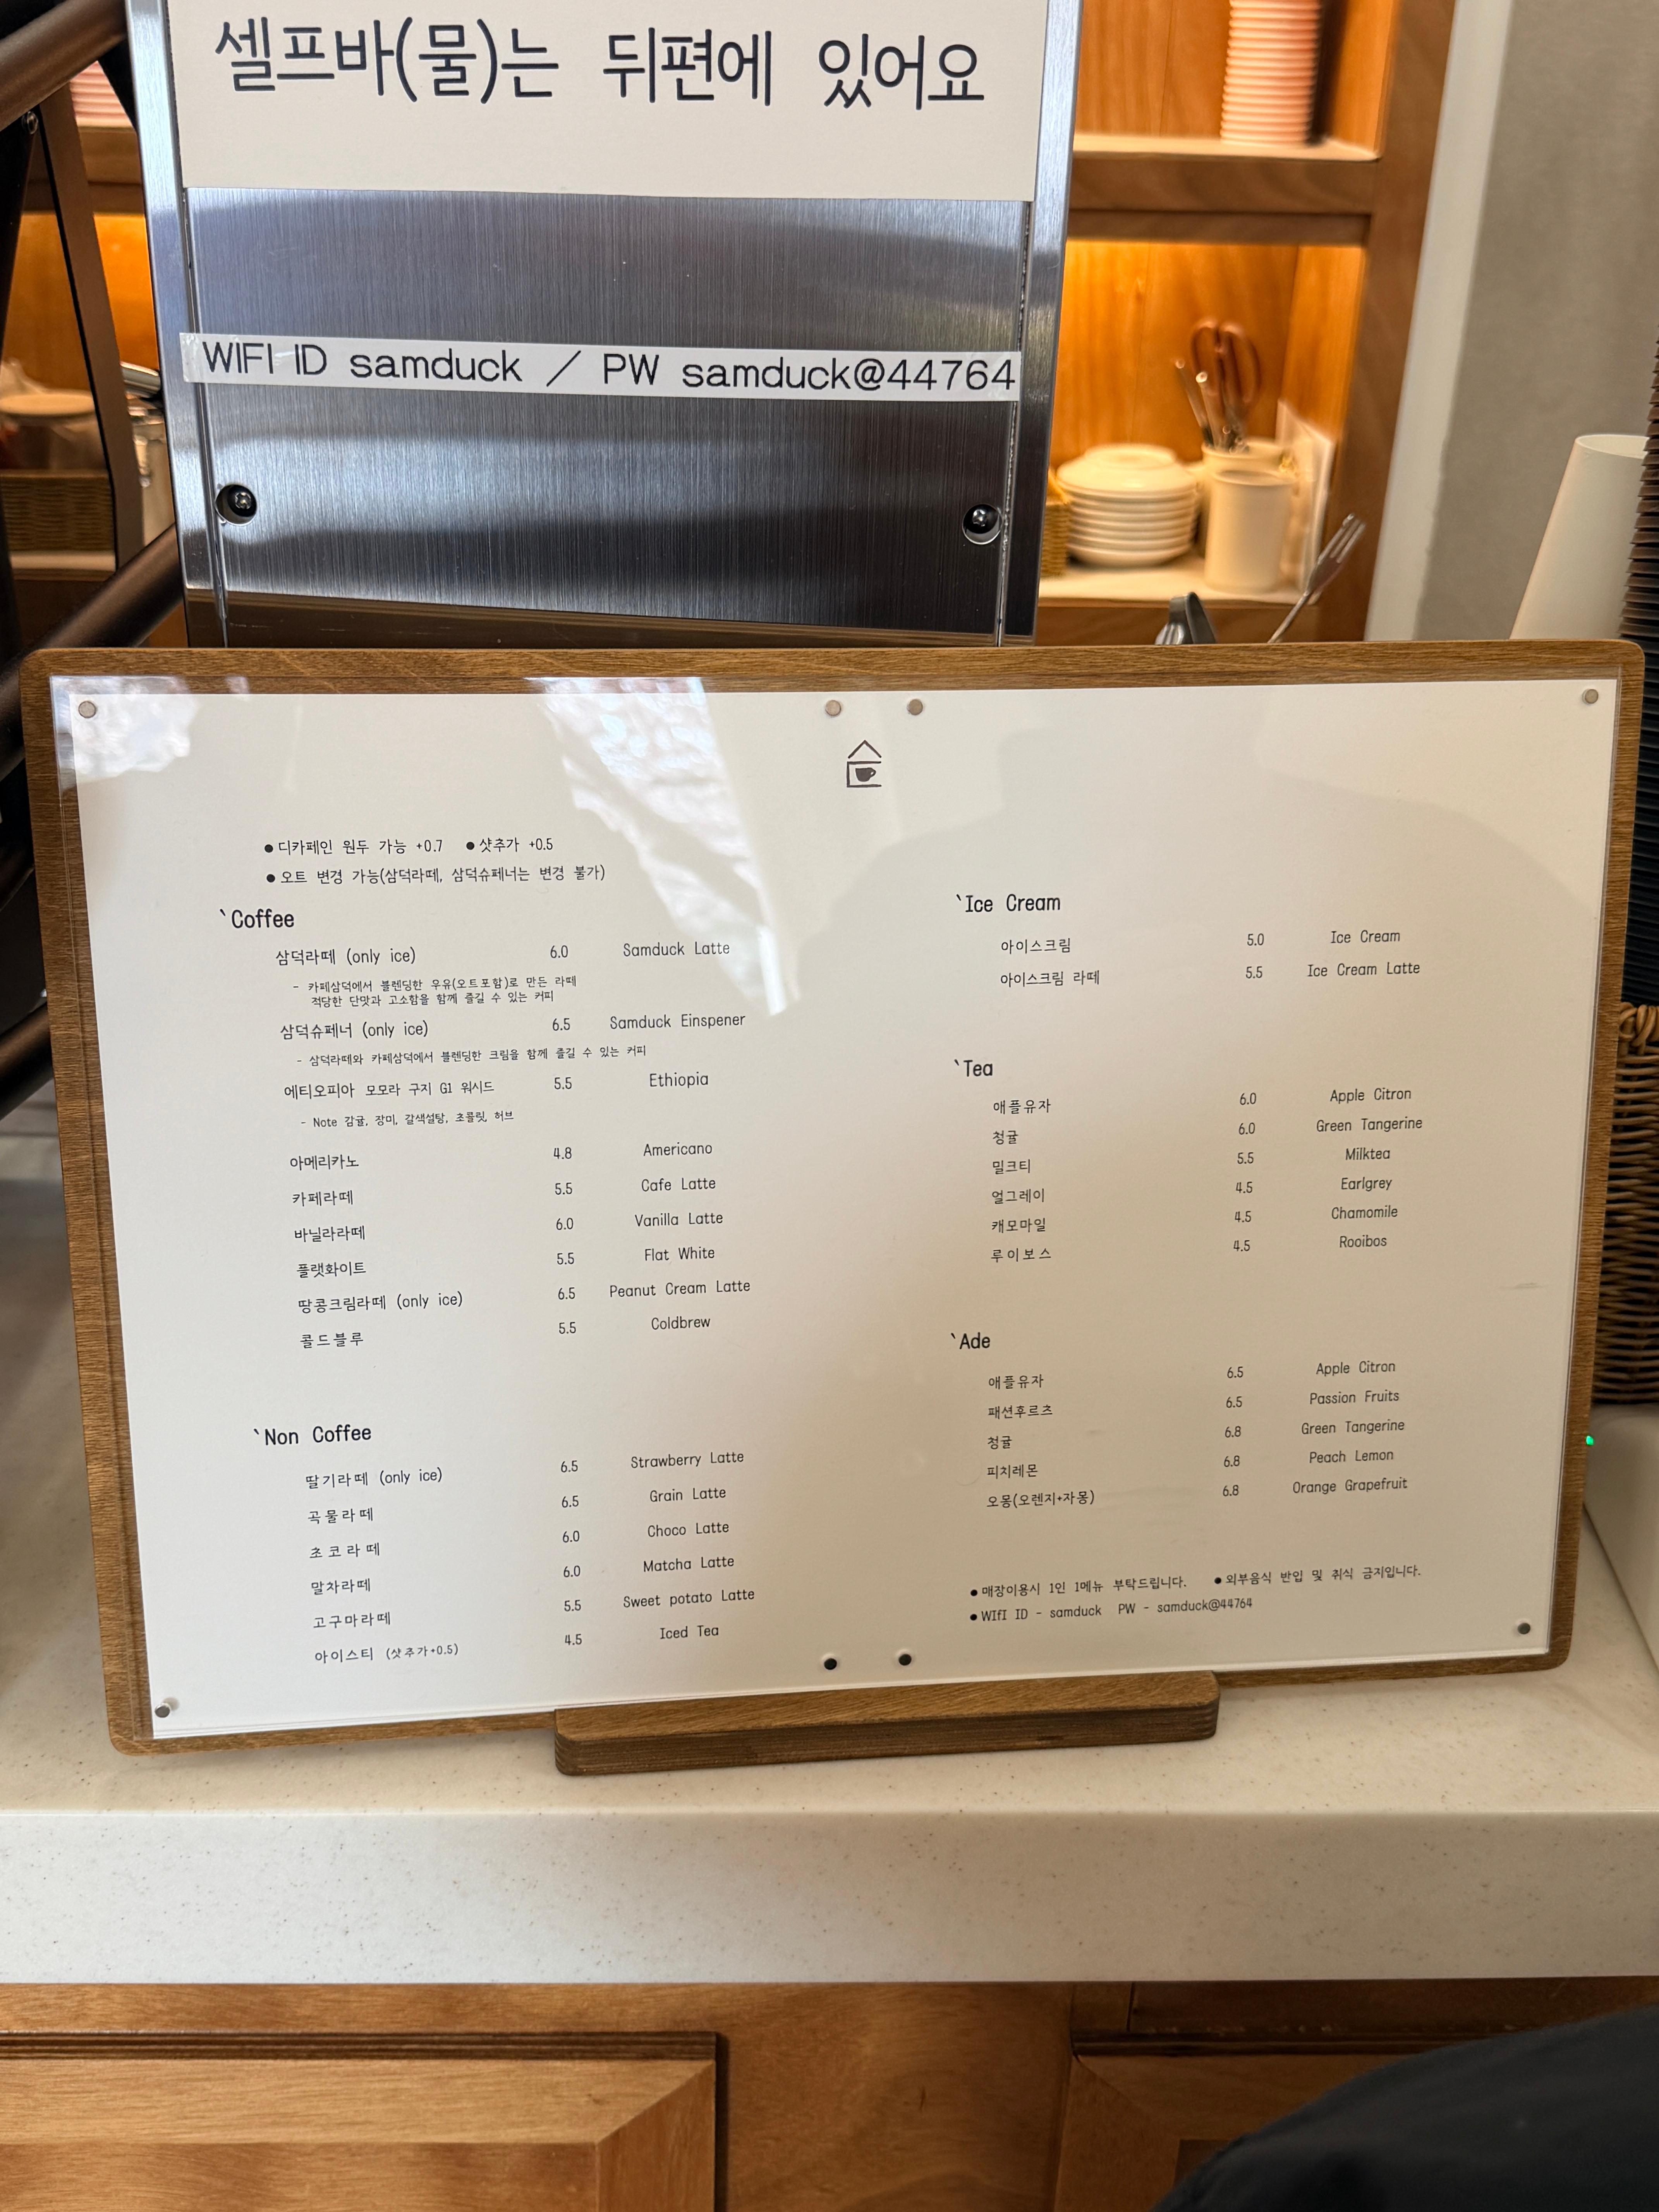 셀프바(물)는 뒤편에 있어요
WIFI ID samduck / PW samduck@44764
● 디카페인 원두 가능 +0.7 ● 샷추가 +0.5
● 오트 변경 가능(삼덕라떼, 삼덕슈페너는 변경 불가)
`Coffee
삼덕라떼 (only ice) 6.0 Samduck Latte
- 카페삼덕에서 블렌딩한 우유(오트포함)로 만든 라떼
적당한 단맛과 고소함을 함께 즐길 수 있는 커피
삼덕슈페너 (only ice) 6.5 Samduck Einspener
- 삼덕라떼와 카페삼덕에서 블렌딩한 크림을 함께 즐길 수 있는 커피
에티오피아 모모라 구지 G1 워시드 5.5 Ethiopia
- Note 감귤, 장미, 갈색설탕, 초콜릿, 허브
아메리카노 4.8 Americano
카페라떼 5.5 Cafe Latte
바닐라라떼 6.0 Vanilla Latte
플랫화이트 5.5 Flat White
땅콩크림라떼 (only ice) 6.5 Peanut Cream Latte
콜드블루 5.5 Coldbrew
`Non Coffee
딸기라떼 (only ice) 6.5 Strawberry Latte
곡물라떼 6.5 Grain Latte
초코라떼 6.0 Choco Latte
말차라떼 6.0 Matcha Latte
고구마라떼 5.5 Sweet potato Latte
아이스티 (샷추가+0.5) 4.5 Iced Tea
`Ice Cream
아이스크림 5.0 Ice Cream
아이스크림 라떼 5.5 Ice Cream Latte
`Tea
애플유자 6.0 Apple Citron
청귤 6.0 Green Tangerine
밀크티 5.5 Milktea
얼그레이 4.5 Earlgrey
캐모마일 4.5 Chamomile
루이보스 4.5 Rooibos
`Ade
애플유자 6.5 Apple Citron
패션후르츠 6.5 Passion Fruits
청귤 6.8 Green Tangerine
피치레몬 6.8 Peach Lemon
오몽(오렌지+자몽) 6.8 Orange Grapefruit
● 매장이용시 1인 1메뉴 부탁드립니다. ● 외부음식 반입 및 취식 금지입니다.
● WIfI ID - samduck PW - samduck@44764